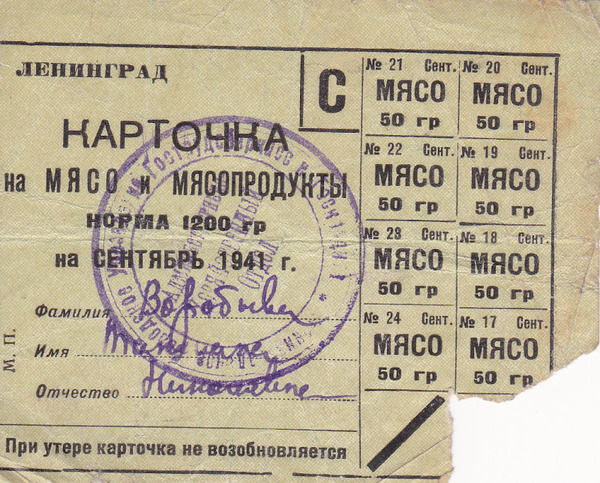 ЛЕНИНГРАД
С
КАРТОЧКА
на МЯСО и МЯСОПРОДУКТЫ
НОРМА 1200 гр
на СЕНТЯБРЬ 1941 г.
Фамилия
Имя
Отчество
М. П.
При утере карточка не возобновляется
№ 21 Сент.
МЯСО
50 гр
№ 20 Сент.
МЯСО
50 гр
№ 22 Сент.
МЯСО
50 гр
№ 19 Сент.
МЯСО
50 гр
№ 23 Сент.
МЯСО
50 гр
№ 18 Сент.
МЯСО
50 гр
№ 24 Сент.
МЯСО
50 гр
№ 17 Сент.
МЯСО
50 гр